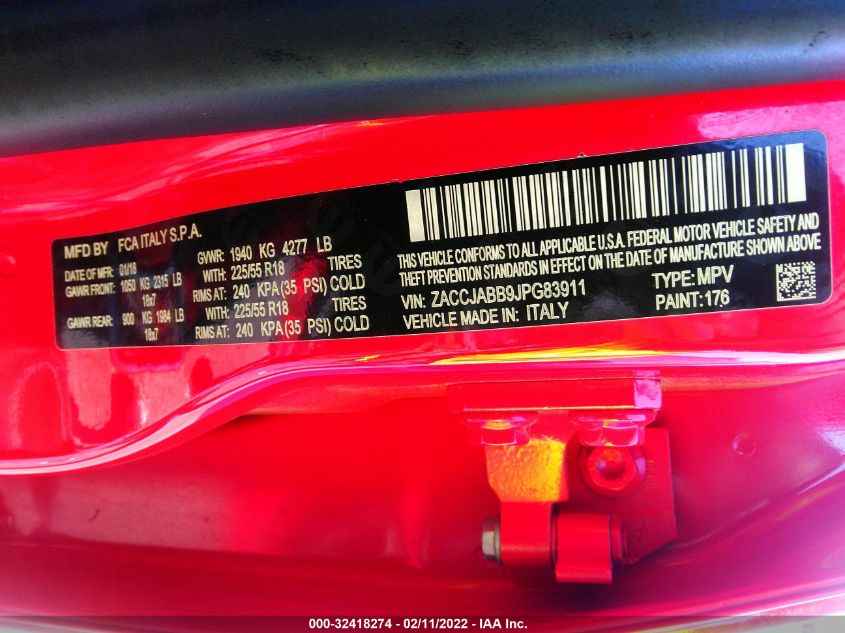 MFD BY FCA ITALY S.P.A.
DATE OF MFR 01/18 GVWR: 1940 KG 4277 LB
GAWR FRONT: 1050 KG 2315 LB WITH: 225/55 R18 TIRES
18x7 RIMS AT: 240 KPA (35 PSI) COLD
GAWR REAR: 900 KG 1984 LB WITH: 225/55 R18 TIRES
18x7 RIMS AT: 240 KPA (35 PSI) COLD
THIS VEHICLE CONFORMS TO ALL APPLICABLE U.S.A. FEDERAL MOTOR VEHICLE SAFETY AND
THEFT PREVENTION STANDARDS IN EFFECT ON THE DATE OF MANUFACTURE SHOWN ABOVE
VIN: ZACCJABB9JPG83911 TYPE: MPV
VEHICLE MADE IN: ITALY PAINT: 176
000-32418274 - 02/11/2022 - IAA Inc.